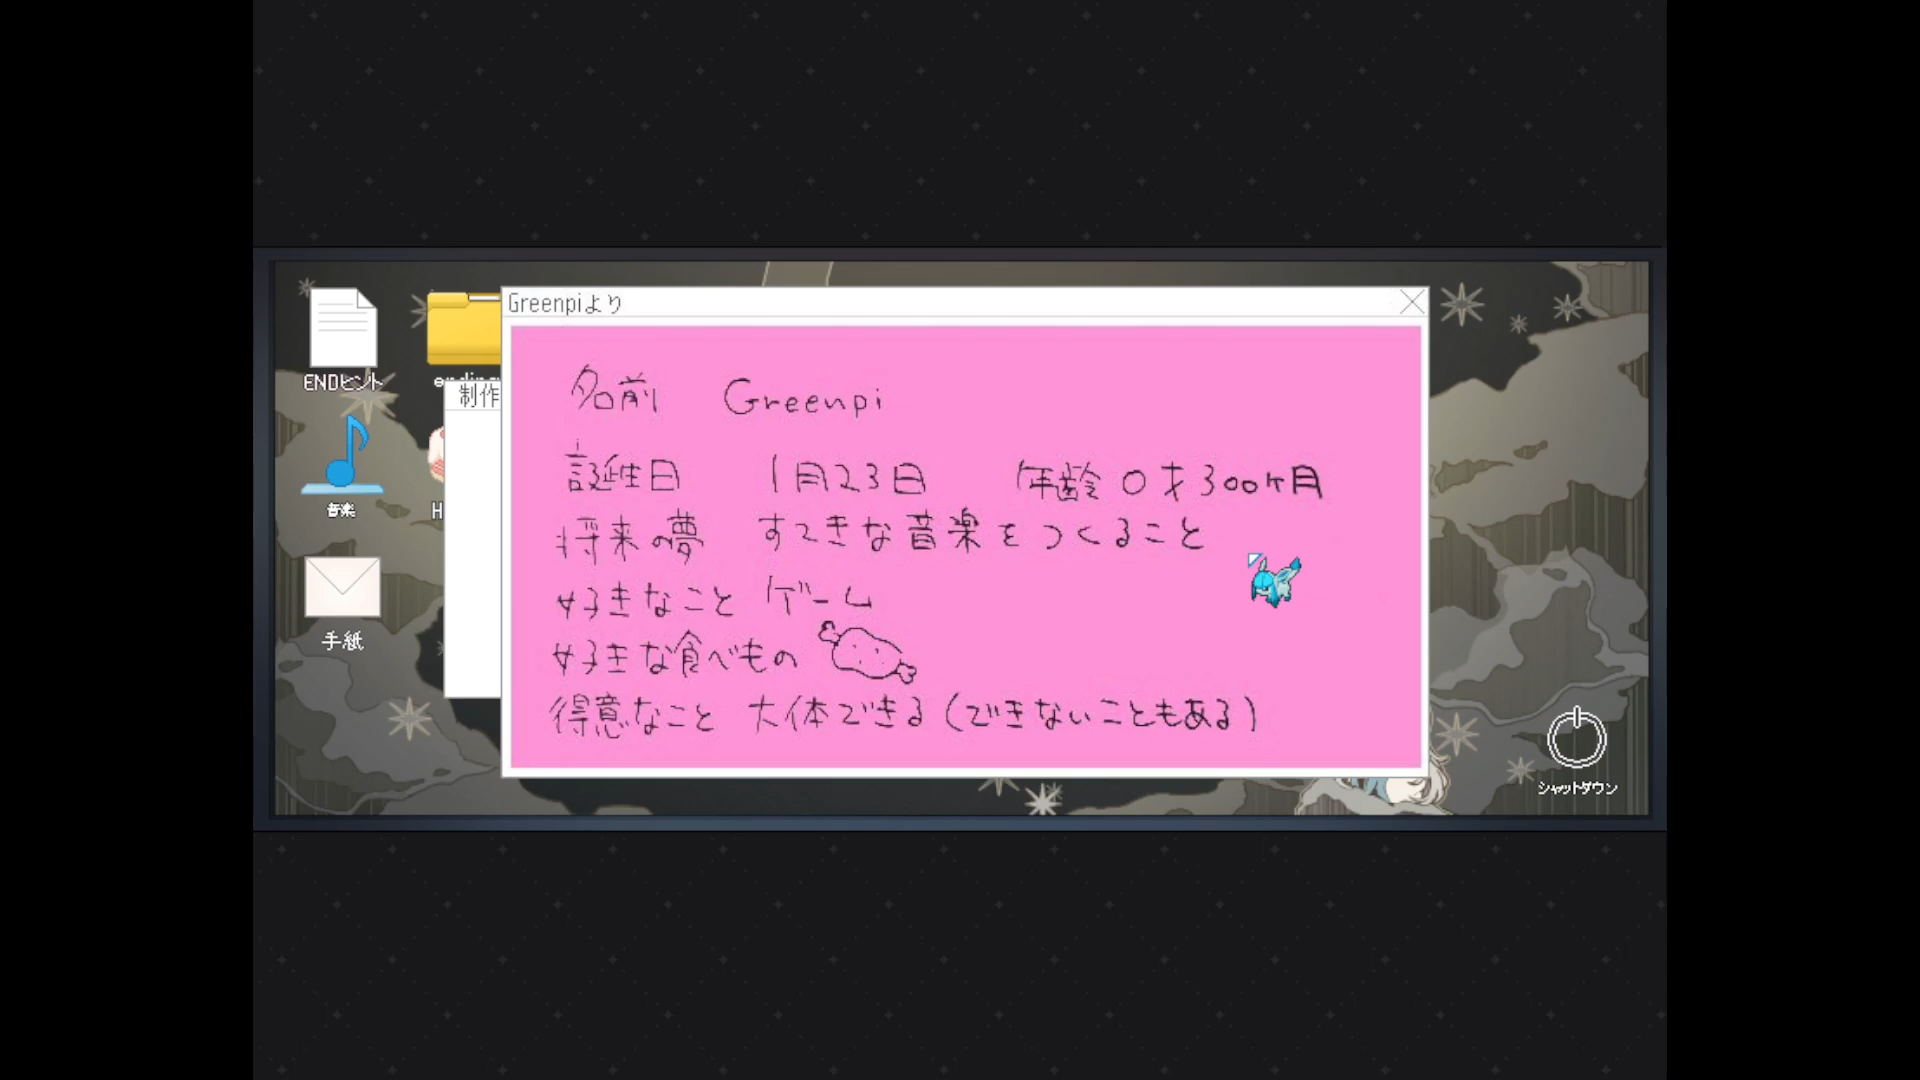 Greenpiより
名前 Greenpi
誕生日 1月23日 年齢 0才300ヶ月
将来の夢 すてきな音楽をつくること
好きなこと ゲーム
好きな食べもの
得意なこと 大体できる(できないこともある)
ENDヒント
制作
音楽
H
手紙
シャットダウン